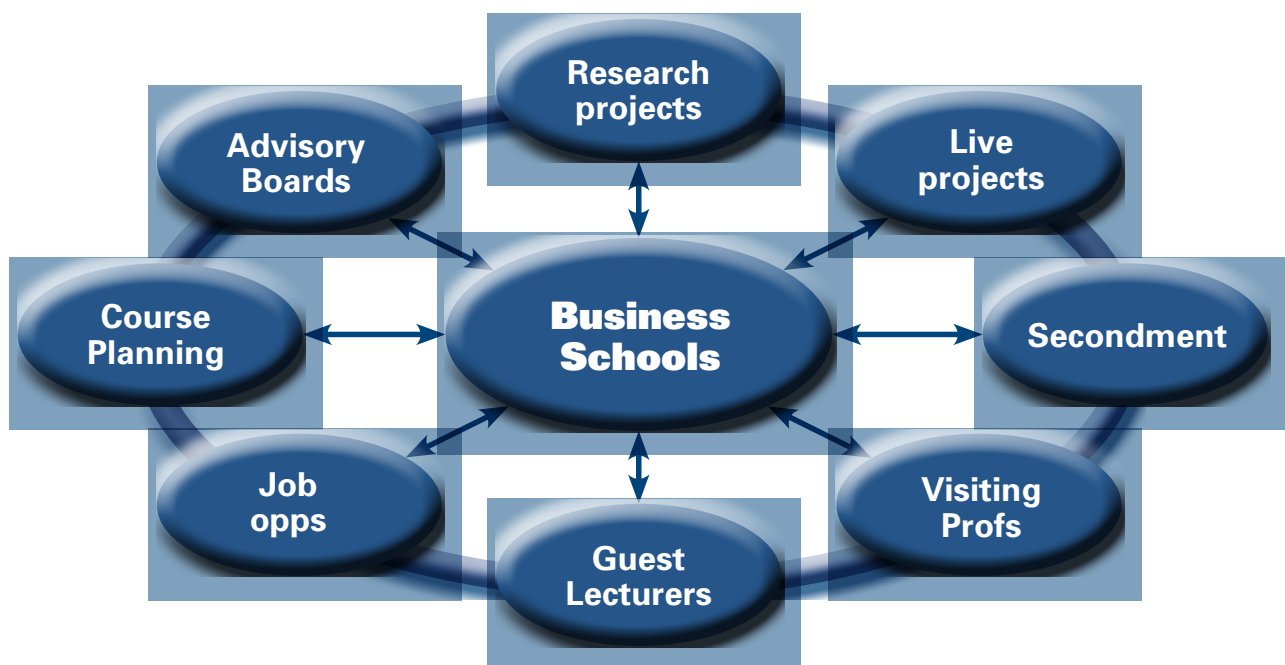 Research
projects
Advisory
Boards
Live
projects
Course
Planning
Business
Schools
Secondment
Job
opps
Visiting
Profs
Guest
Lecturers